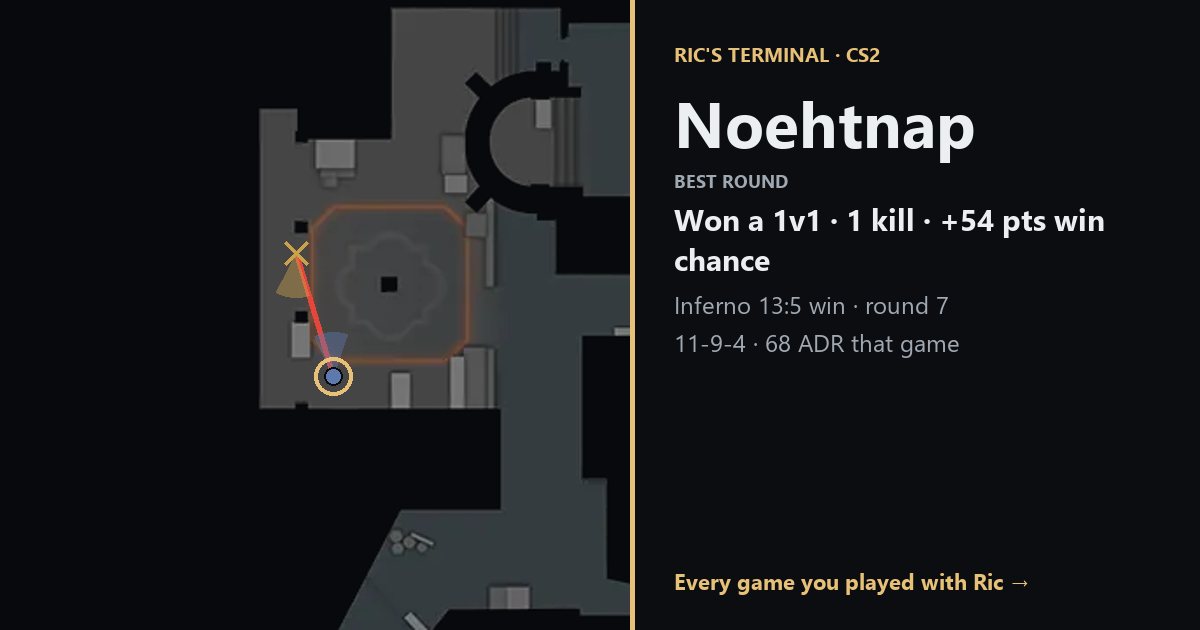 RIC'S TERMINAL · CS2
Noehtnap
BEST ROUND
Won a 1v1 · 1 kill · +54 pts win
chance
Inferno 13:5 win · round 7
11-9-4 · 68 ADR that game
Every game you played with Ric →